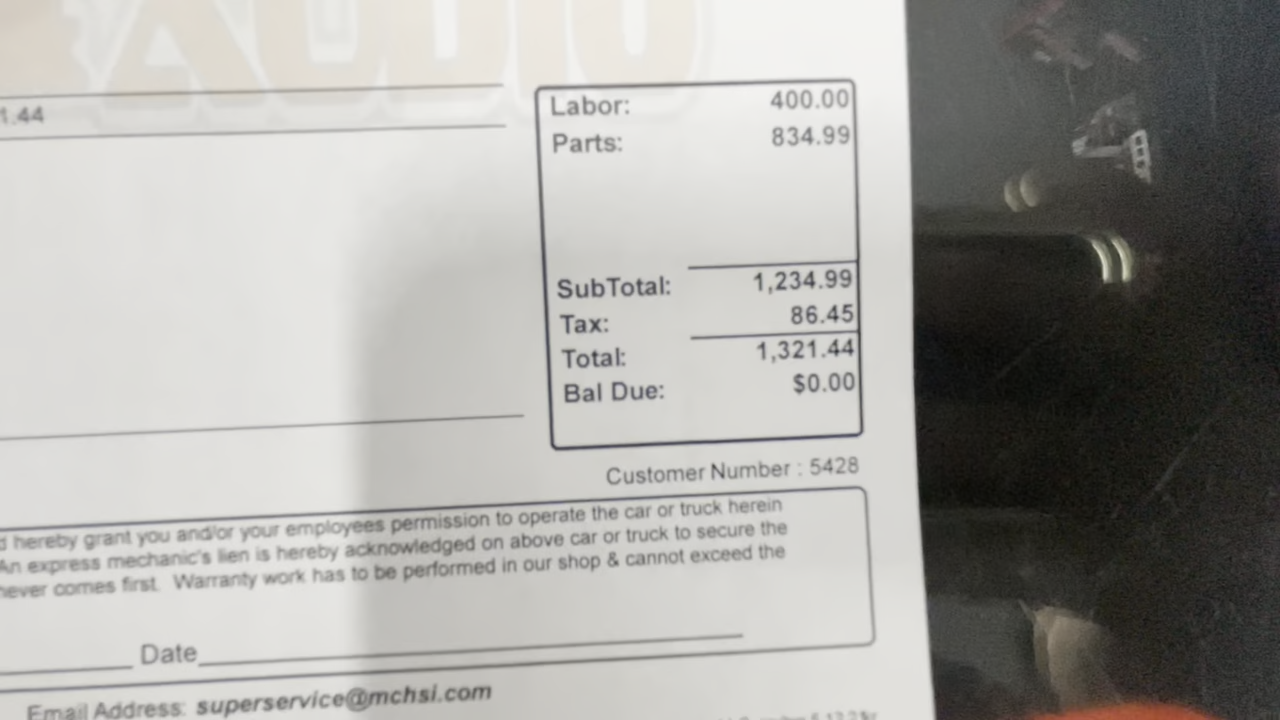 AUDIO
1.44
Labor: 400.00
Parts: 834.99
SubTotal: 1,234.99
Tax: 86.45
Total: 1,321.44
Bal Due: $0.00
Customer Number : 5428
hereby grant you and/or your employees permission to operate the car or truck herein
An express mechanic's lien is hereby acknowledged on above car or truck to secure the
never comes first. Warranty work has to be performed in our shop & cannot exceed the
Date
Email Address: superservice@mchsi.com